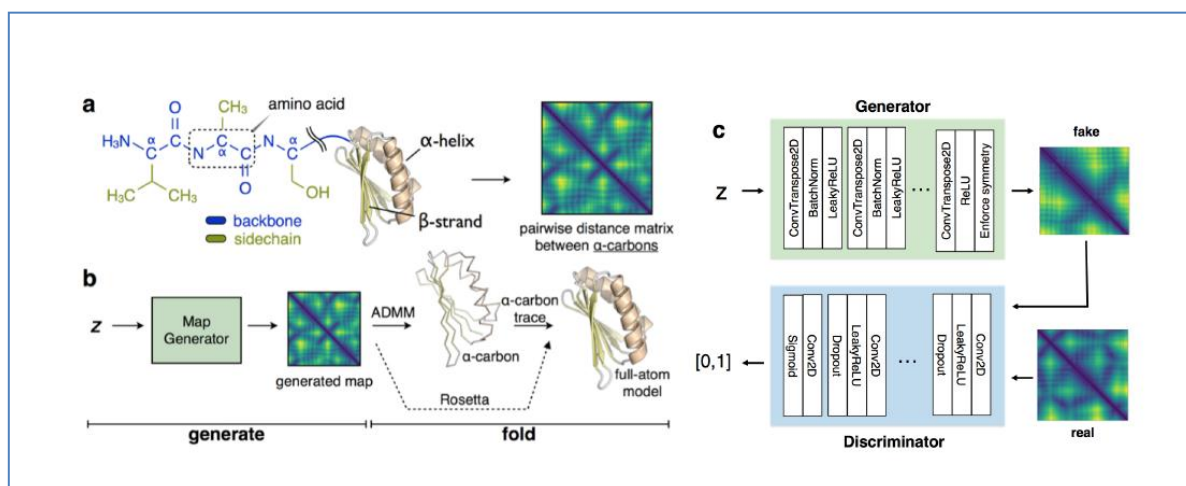 a
amino acid
CH₃
O
α
H₃N
C
C
N
C
α
C
N
α
C
O
H₃C
CH₃
OH
α-helix
β-strand
backbone
sidechain
pairwise distance matrix
between α-carbons
b
z
Map
Generator
generated map
ADMM
α-carbon
α-carbon
trace
full-atom
model
Rosetta
generate
fold
c
Generator
z
ConvTranspose2D
BatchNorm
LeakyReLU
ConvTranspose2D
BatchNorm
LeakyReLU
...
ConvTranspose2D
ReLU
Enforce symmetry
fake
[0,1]
Sigmoid
Conv2D
Dropout
LeakyReLU
Conv2D
...
Dropout
LeakyReLU
Conv2D
real
Discriminator